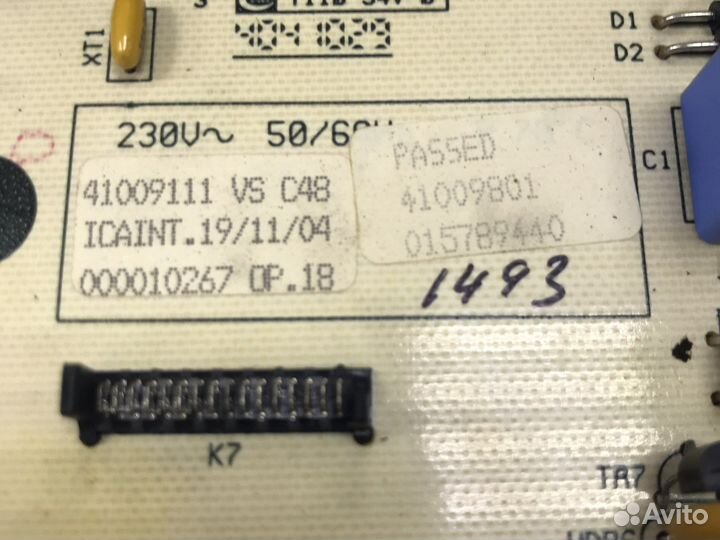 D1
D2
XT1
4041029
230V~ 50/60
C1
41009111 VS C48
ICAINT.19/11/04
000010267 OP.18
PASSED
41009801
015789440
1493
K7
TR7
Avito